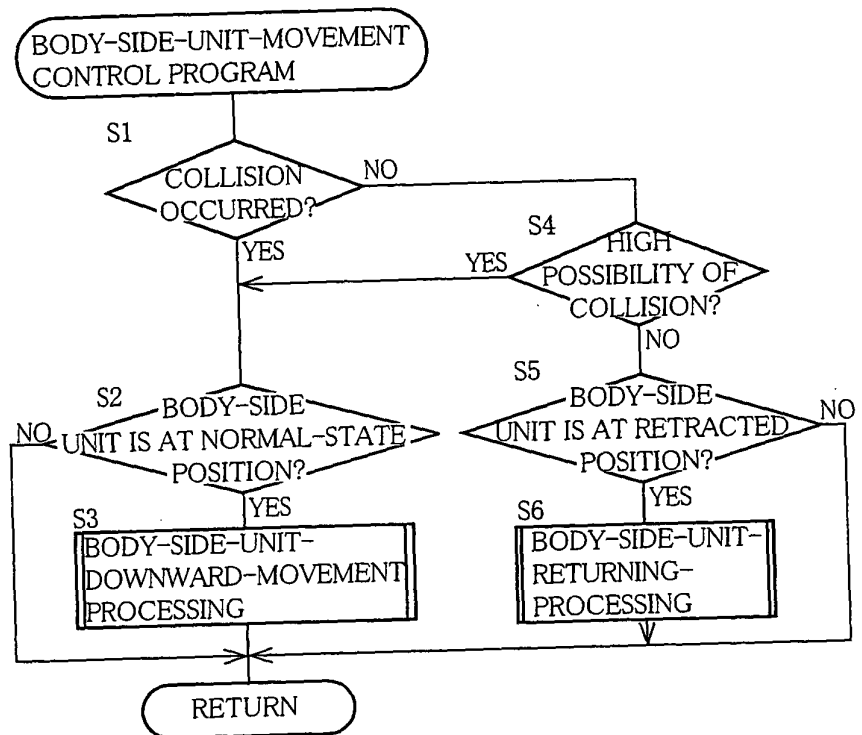 BODY-SIDE-UNIT-MOVEMENT
CONTROL PROGRAM
S1
COLLISION
OCCURRED?
NO
YES
S4
HIGH
POSSIBILITY OF
COLLISION?
YES
NO
S2
BODY-SIDE
UNIT IS AT NORMAL-STATE
POSITION?
NO
YES
S5
BODY-SIDE
UNIT IS AT RETRACTED
POSITION?
NO
YES
S3
BODY-SIDE-UNIT-
DOWNWARD-MOVEMENT
PROCESSING
S6
BODY-SIDE-UNIT-
RETURNING-
PROCESSING
RETURN